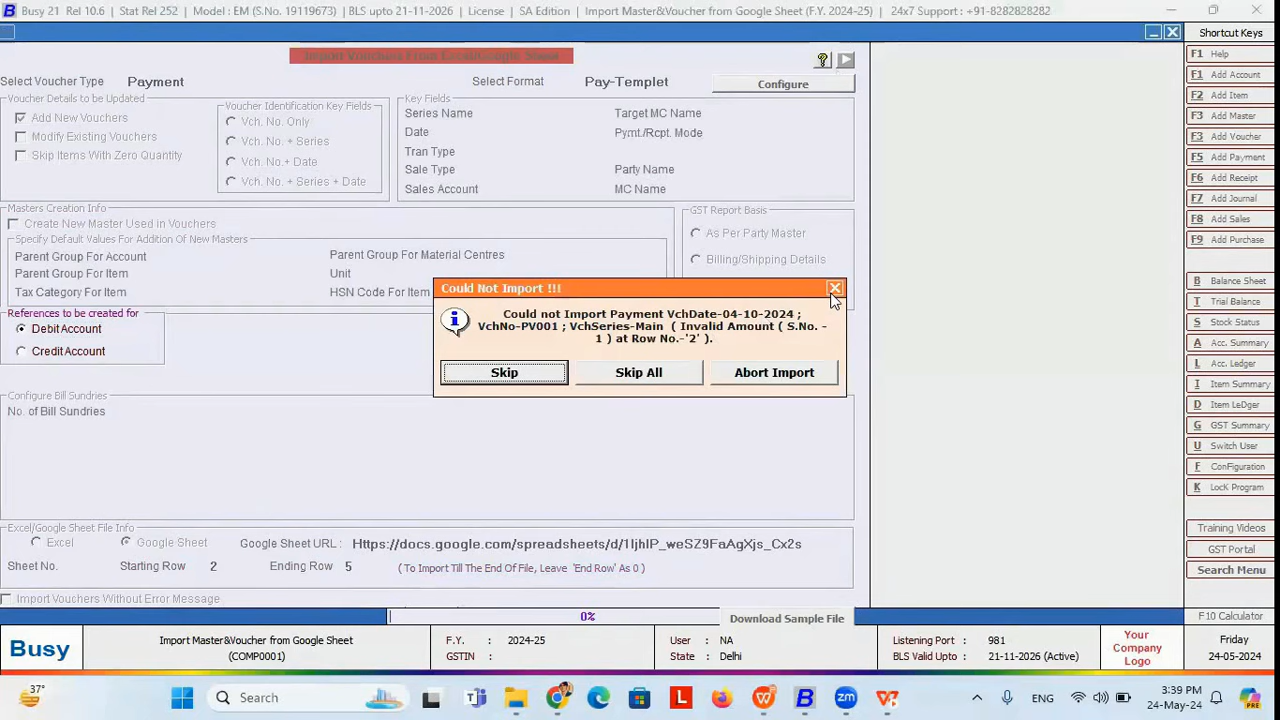 Busy 21 Rel 10.6 | Stat Rel 252 | Model : EM (S.No. 19119673) | BLS upto 21-11-2026 | License | SA Edition | Import Master&Voucher from Google Sheet (F.Y. 2024-25) | 24x7 Support : +91-8282828282
Shortcut Keys
Import Vouchers From Excel/Google Sheet
Select Voucher Type Payment
Select Format Pay-Templet
Configure
Voucher Details to be Updated
Add New Vouchers
Modify Existing Vouchers
Skip Items With Zero Quantity
Voucher Identification Key Fields
Vch. No. Only
Vch. No. + Series
Vch. No.+ Date
Vch. No. + Series + Date
Key Fields
Series Name
Date
Tran Type
Sale Type
Sales Account
Target MC Name
Pymt./Rcpt. Mode
Party Name
MC Name
Masters Creation Info
Create New Master Used in Vouchers
Specify Default Values For Addition Of New Masters
Parent Group For Account
Parent Group For Item
Tax Category For Item
Parent Group For Material Centres
Unit
HSN Code For Item
GST Report Basis
As Per Party Master
Billing/Shipping Details
References to be created for
Debit Account
Credit Account
Could Not Import !!!
Could not Import Payment VchDate-04-10-2024 ;
VchNo-PV001 ; VchSeries-Main ( Invalid Amount ( S.No. -
1 ) at Row No.-'2' ).
Skip
Skip All
Abort Import
Configure Bill Sundries
No. of Bill Sundries
Excel/Google Sheet File Info
Excel
Google Sheet
Google Sheet URL : Https://docs.google.com/spreadsheets/d/1IjhIP_weSZ9FaAgXjs_Cx2s
Sheet No.
Starting Row 2
Ending Row 5
( To Import Till The End Of File, Leave 'End Row' As 0 )
Import Vouchers Without Error Message
0%
Download Sample File
F1 Help
F1 Add Account
F2 Add Item
F3 Add Master
F3 Add Voucher
F5 Add Payment
F6 Add Receipt
F7 Add Journal
F8 Add Sales
F9 Add Purchase
B Balance Sheet
T Trial Balance
S Stock Status
A Acc. Summary
L Acc. Ledger
I Item Summary
D Item LeDger
G GST Summary
U Switch User
F ConFiguration
K LocK Program
Training Videos
GST Portal
Search Menu
F10 Calculator
Busy
Import Master&Voucher from Google Sheet
(COMP0001)
F.Y. : 2024-25
GSTIN :
User : NA
State : Delhi
Listening Port : 981
BLS Valid Upto : 21-11-2026 (Active)
Your
Company
Logo
Friday
24-05-2024
37°
Search
ENG
3:39 PM
24-May-24